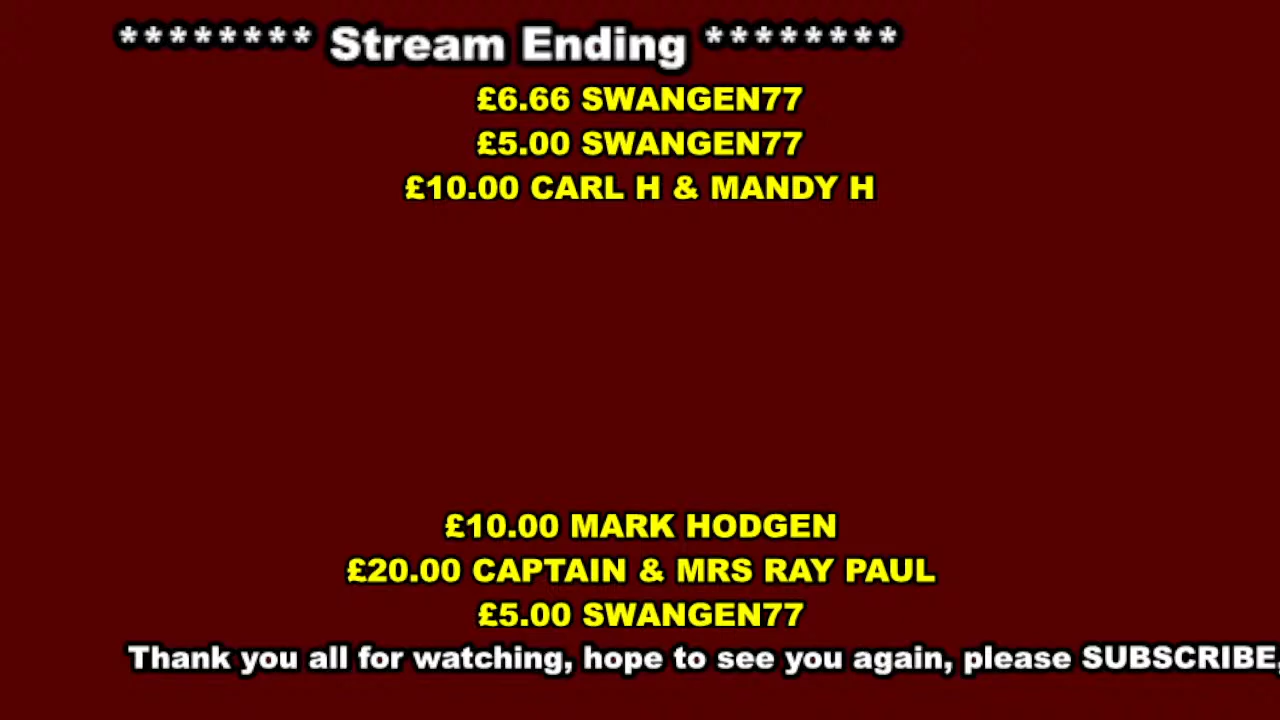 ******** Stream Ending ********
£6.66 SWANGEN77
£5.00 SWANGEN77
£10.00 CARL H & MANDY H
£10.00 MARK HODGEN
£20.00 CAPTAIN & MRS RAY PAUL
£5.00 SWANGEN77
Thank you all for watching, hope to see you again, please SUBSCRIBE,